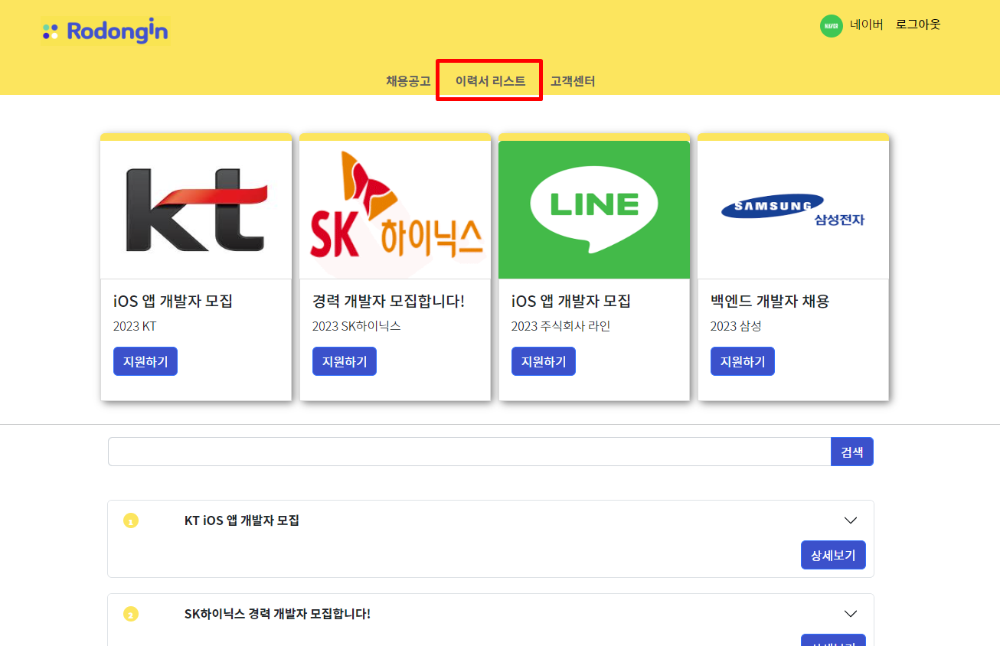 Rodongin
NAVER 네이버 로그아웃
채용공고 이력서 리스트 고객센터
kt
SK하이닉스
LINE
SAMSUNG
삼성전자
iOS 앱 개발자 모집
2023 KT
지원하기
경력 개발자 모집합니다!
2023 SK하이닉스
지원하기
iOS 앱 개발자 모집
2023 주식회사 라인
지원하기
백엔드 개발자 채용
2023 삼성
지원하기
검색
1 KT iOS 앱 개발자 모집
상세보기
2 SK하이닉스 경력 개발자 모집합니다!
상세보기